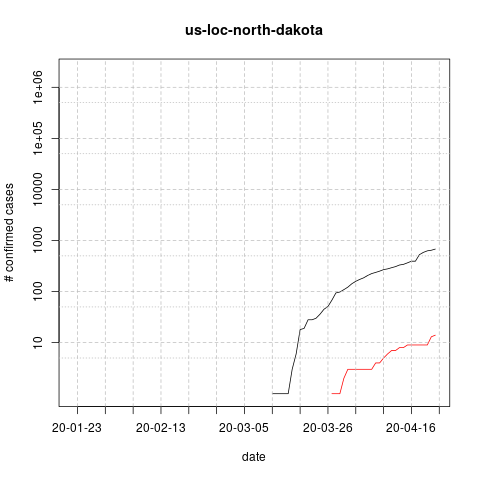 us-loc-north-dakota
# confirmed cases
1e+06
1e+05
10000
1000
100
10
20-01-23
20-02-13
20-03-05
20-03-26
20-04-16
date